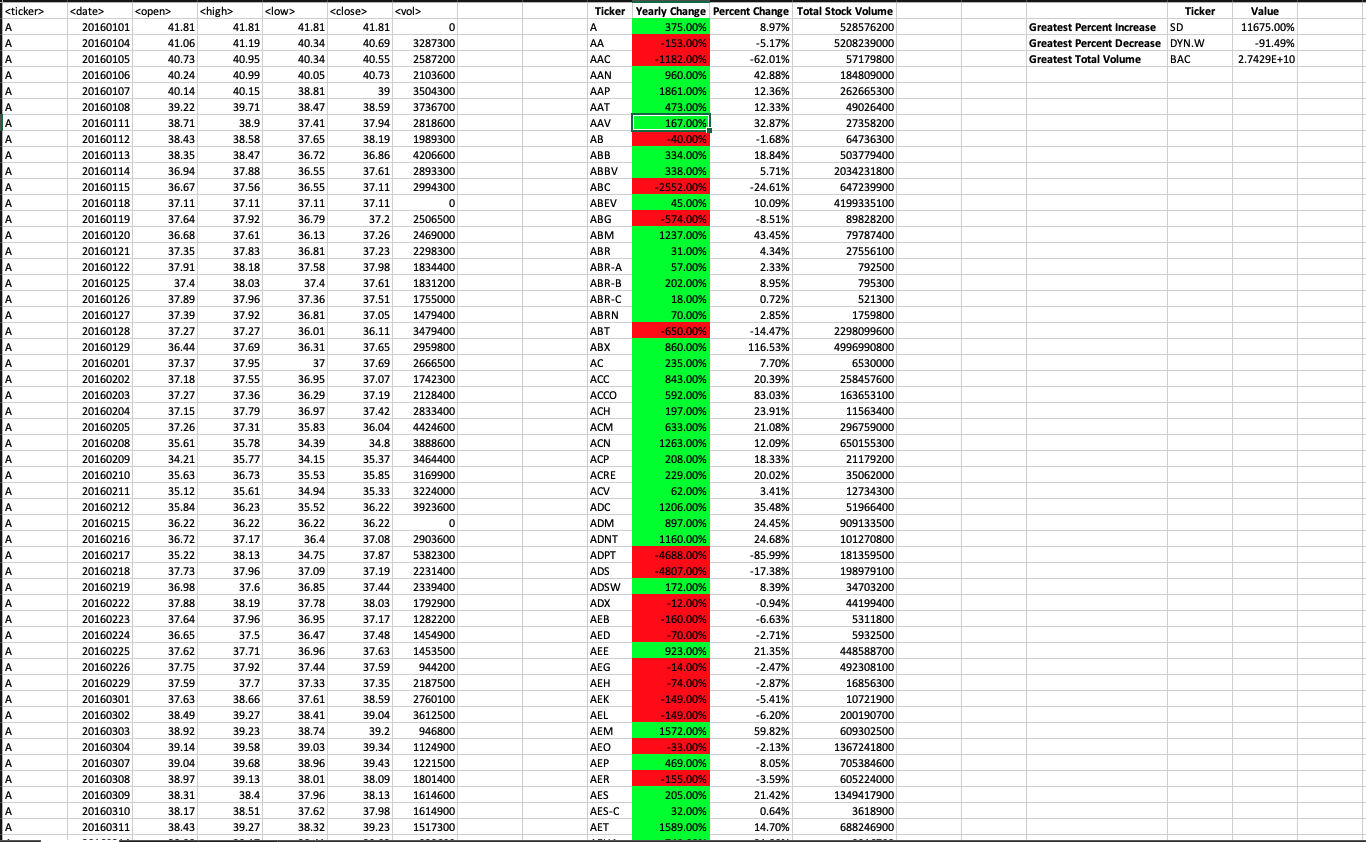 <ticker> <date> <open> <high> <low> <close> <vol> Ticker Yearly Change Percent Change Total Stock Volume Ticker Value
A 20160101 41.81 41.81 41.81 41.81 0 A 375.00% 8.97% 528576200 Greatest Percent Increase SD 11675.00%
A 20160104 41.06 41.19 40.34 40.69 3287300 AA -153.00% -5.17% 5208239000 Greatest Percent Decrease DYN.W -91.49%
A 20160105 40.73 40.95 40.34 40.55 2587200 AAC -1182.00% -62.01% 57179800 Greatest Total Volume BAC 2.7429E+10
A 20160106 40.24 40.99 40.05 40.73 2103600 AAN 960.00% 42.88% 184809000
A 20160107 40.14 40.15 38.81 39 3504300 AAP 1861.00% 12.36% 262665300
A 20160108 39.22 39.71 38.47 38.59 3736700 AAT 473.00% 12.33% 49026400
A 20160111 38.71 38.9 37.41 37.94 2818600 AAV 167.00% 32.87% 27358200
A 20160112 38.43 38.58 37.65 38.19 1989300 AB -40.00% -1.68% 64736300
A 20160113 38.35 38.47 36.72 36.86 4206600 ABB 334.00% 18.84% 503779400
A 20160114 36.94 37.88 36.55 37.61 2893300 ABBV 338.00% 5.71% 2034231800
A 20160115 36.67 37.56 36.55 37.11 2994300 ABC -2552.00% -24.61% 647239900
A 20160118 37.11 37.11 37.11 37.11 0 ABEV 45.00% 10.09% 4199335100
A 20160119 37.64 37.92 36.79 37.2 2506500 ABG -574.00% -8.51% 89828200
A 20160120 36.68 37.61 36.13 37.26 2469000 ABM 1237.00% 43.45% 79787400
A 20160121 37.35 37.83 36.81 37.23 2298300 ABR 31.00% 4.34% 27556100
A 20160122 37.91 38.18 37.58 37.98 1834400 ABR-A 57.00% 2.33% 792500
A 20160125 37.4 38.03 37.4 37.61 1831200 ABR-B 202.00% 8.95% 795300
A 20160126 37.89 37.96 37.36 37.51 1755000 ABR-C 18.00% 0.72% 521300
A 20160127 37.39 37.92 36.81 37.05 1479400 ABRN 70.00% 2.85% 1759800
A 20160128 37.27 37.27 36.01 36.11 3479400 ABT -650.00% -14.47% 2298099600
A 20160129 36.44 37.69 36.31 37.65 2959800 ABX 860.00% 116.53% 4996990800
A 20160201 37.37 37.95 37 37.69 2666500 AC 235.00% 7.70% 6530000
A 20160202 37.18 37.55 36.95 37.07 1742300 ACC 843.00% 20.39% 258457600
A 20160203 37.27 37.36 36.29 37.19 2128400 ACCO 592.00% 83.03% 163653100
A 20160204 37.15 37.79 36.97 37.42 2833400 ACH 197.00% 23.91% 11563400
A 20160205 37.26 37.31 35.83 36.04 4424600 ACM 633.00% 21.08% 296759000
A 20160208 35.61 35.78 34.39 34.8 3888600 ACN 1263.00% 12.09% 650155300
A 20160209 34.21 35.77 34.15 35.37 3464400 ACP 208.00% 18.33% 21179200
A 20160210 35.63 36.73 35.53 35.85 3169900 ACRE 229.00% 20.02% 35062000
A 20160211 35.12 35.61 34.94 35.33 3224000 ACV 62.00% 3.41% 12734300
A 20160212 35.84 36.23 35.52 36.22 3923600 ADC 1206.00% 35.48% 51966400
A 20160215 36.22 36.22 36.22 36.22 0 ADM 897.00% 24.45% 909133500
A 20160216 36.72 37.17 36.4 37.08 2903600 ADNT 1160.00% 24.68% 101270800
A 20160217 35.22 38.13 34.75 37.87 5382300 ADPT -4688.00% -85.99% 181359500
A 20160218 37.73 37.96 37.09 37.19 2231400 ADS -4807.00% -17.38% 198979100
A 20160219 36.98 37.6 36.85 37.44 2339400 ADSW 172.00% 8.39% 34703200
A 20160222 37.88 38.19 37.78 38.03 1792900 ADX -12.00% -0.94% 44199400
A 20160223 37.64 37.96 36.95 37.17 1282200 AEB -160.00% -6.63% 5311800
A 20160224 36.65 37.5 36.47 37.48 1454900 AED -70.00% -2.71% 5932500
A 20160225 37.62 37.71 36.96 37.63 1453500 AEE 923.00% 21.35% 448588700
A 20160226 37.75 37.92 37.44 37.59 944200 AEG -14.00% -2.47% 492308100
A 20160229 37.59 37.7 37.33 37.35 2187500 AEH -74.00% -2.87% 16856300
A 20160301 37.63 38.66 37.61 38.59 2760100 AEK -149.00% -5.41% 10721900
A 20160302 38.49 39.27 38.41 39.04 3612500 AEL -149.00% -6.20% 200190700
A 20160303 38.92 39.23 38.74 39.2 946800 AEM 1572.00% 59.82% 609302500
A 20160304 39.14 39.58 39.03 39.34 1124900 AEO -33.00% -2.13% 1367241800
A 20160307 39.04 39.68 38.96 39.43 1221500 AEP 469.00% 8.05% 705384600
A 20160308 38.97 39.13 38.01 38.09 1801400 AER -155.00% -3.59% 605224000
A 20160309 38.31 38.4 37.96 38.13 1614600 AES 205.00% 21.42% 1349417900
A 20160310 38.17 38.51 37.62 37.98 1614900 AES-C 32.00% 0.64% 3618900
A 20160311 38.43 39.27 38.32 39.23 1517300 AET 1589.00% 14.70% 688246900